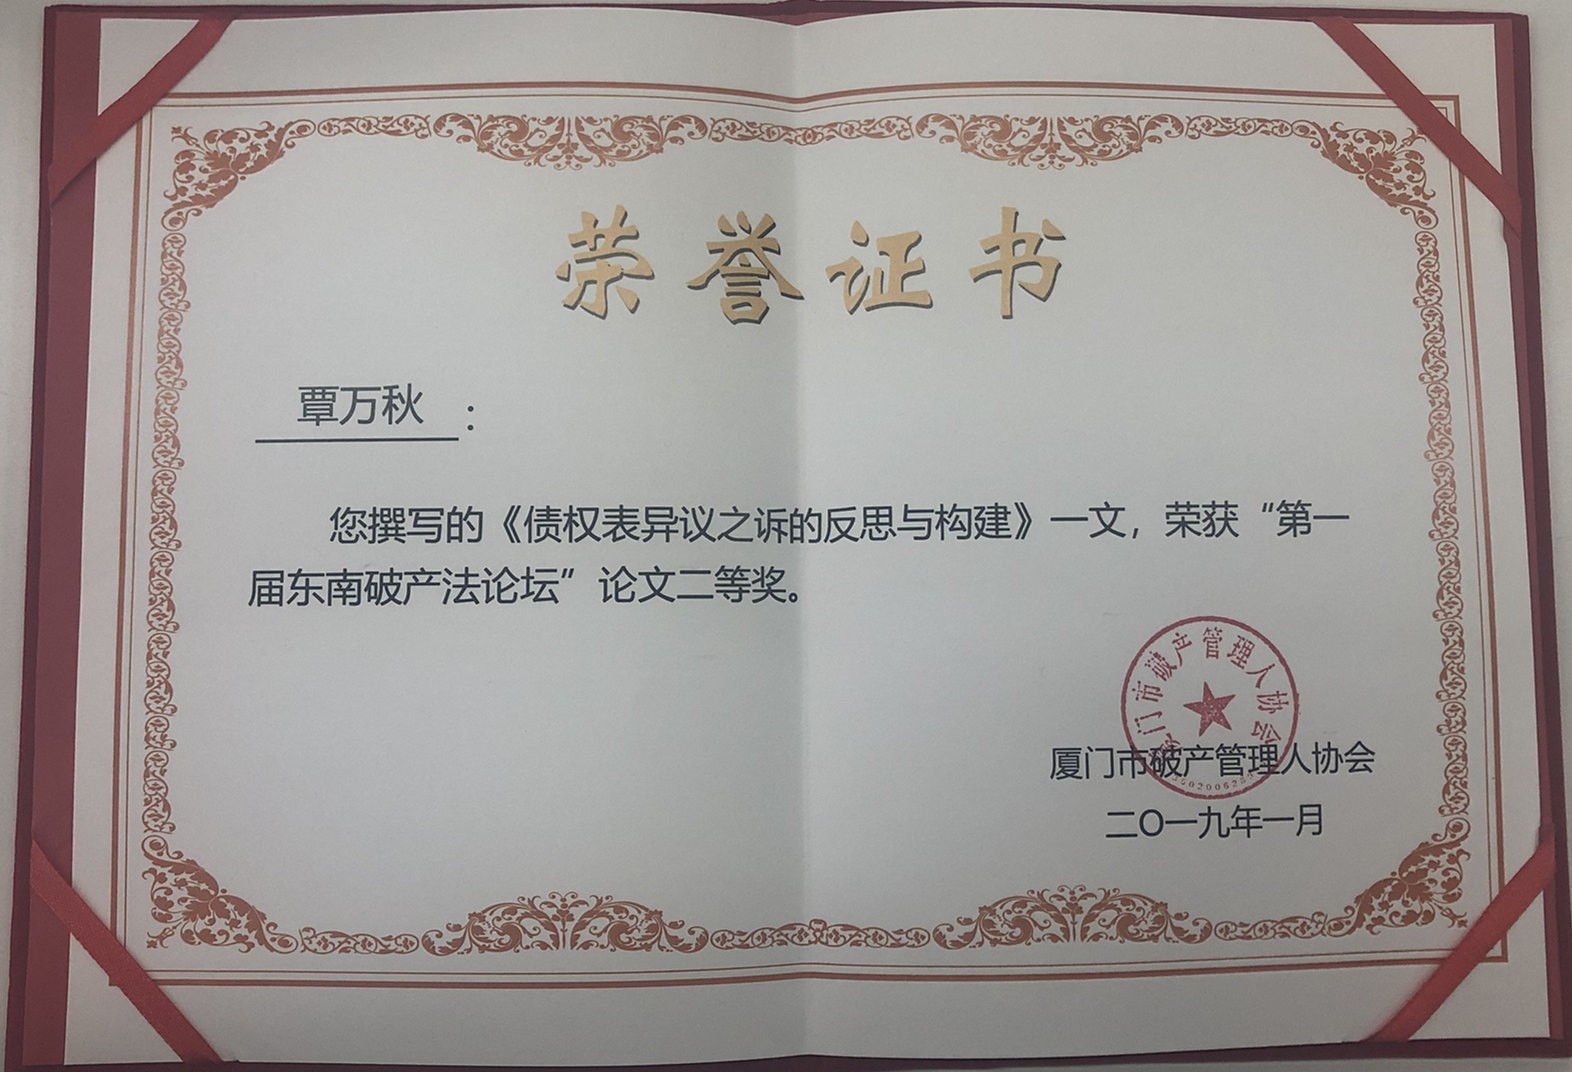 荣誉证书
覃万秋：
您撰写的《债权表异议之诉的反思与构建》一文，荣获“第一
届东南破产法论坛”论文二等奖。
厦门市破产管理人协会
厦门市破产管理人协会
二〇一九年一月